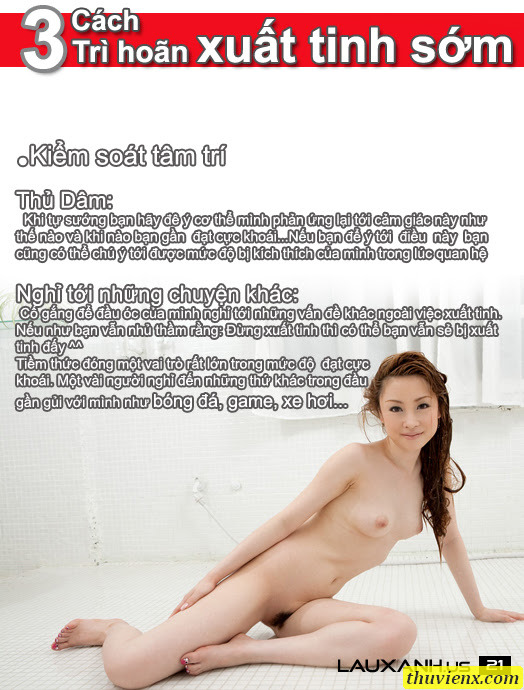 3 Cách
Trì hoãn xuất tinh sớm
•Kiểm soát tâm trí
Thủ Dâm:
Khi tự sướng bạn hãy để ý cơ thể mình phản ứng lại tới cảm giác này như
thế nào và khi nào bạn gần đạt cực khoái...Nếu bạn để ý tới điều này bạn
cũng có thể chú ý tới được mức độ bị kích thích của mình trong lúc quan hệ
Nghĩ tới những chuyện khác:
Cố gắng để đầu óc của mình nghĩ tới những vấn đề khác ngoài việc xuất tinh.
Nếu như bạn vẫn nhủ thầm rằng: Đừng xuất tinh thì có thể bạn vẫn sẽ bị xuất
tinh đấy ^^
Tiềm thức đóng một vai trò rất lớn trong mức độ đạt cực
khoái. Một vài người nghĩ đến những thứ khác trong đầu
gần gũi với mình như bóng đá, game, xe hơi...
LAUXANH.US 21
thuvienx.com